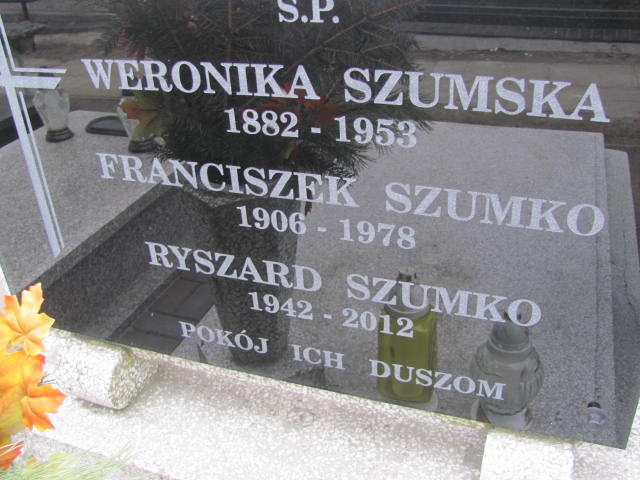 S.P.
WERONIKA SZUMSKA
1882 - 1953
FRANCISZEK SZUMKO
1906 - 1978
RYSZARD SZUMKO
1942 - 2012
POKÓJ ICH DUSZOM